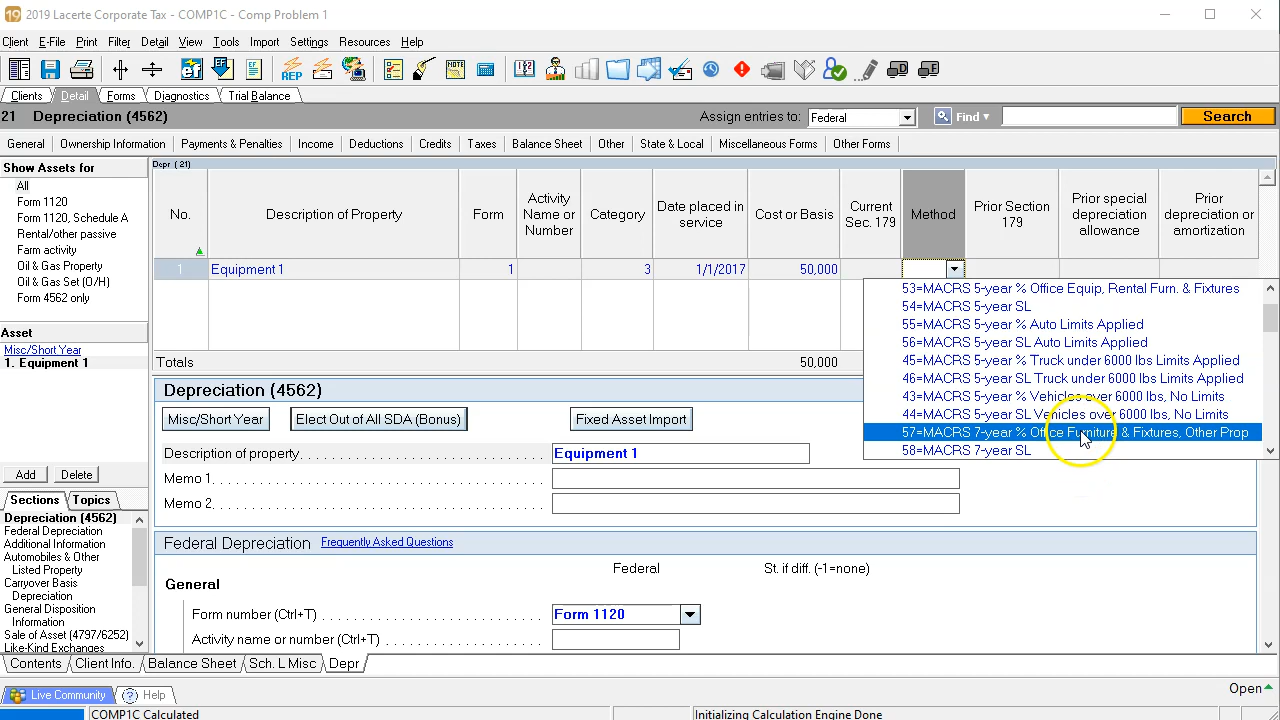 2019 Lacerte Corporate Tax - COMP1C - Comp Problem 1
Client E-File Print Filter Detail View Tools Import Settings Resources Help
Clients Detail Forms Diagnostics Trial Balance
21 Depreciation (4562) Assign entries to: Federal Find Search
General Ownership Information Payments & Penalties Income Deductions Credits Taxes Balance Sheet Other State & Local Miscellaneous Forms Other Forms
Show Assets for
All
Form 1120
Form 1120, Schedule A
Rental/other passive
Farm activity
Oil & Gas Property
Oil & Gas Set (O/H)
Form 4562 only
Asset
Misc/Short Year
1. Equipment 1
Add Delete
Sections Topics
Depreciation (4562)
Federal Depreciation
Additional Information
Automobiles & Other
Listed Property
Carryover Basis
Depreciation
General Disposition
Information
Sale of Asset (4797/6252)
Like-Kind Exchanges
Depr (21)
No. Description of Property Form Activity Name or Number Category Date placed in service Cost or Basis Current Sec. 179 Method Prior Section 179 Prior special depreciation allowance Prior depreciation or amortization
1 Equipment 1 1 3 1/1/2017 50,000
Totals 50,000
53=MACRS 5-year % Office Equip, Rental Furn. & Fixtures
54=MACRS 5-year SL
55=MACRS 5-year % Auto Limits Applied
56=MACRS 5-year SL Auto Limits Applied
45=MACRS 5-year % Truck under 6000 lbs Limits Applied
46=MACRS 5-year SL Truck under 6000 lbs Limits Applied
43=MACRS 5-year % Vehicles over 6000 lbs, No Limits
44=MACRS 5-year SL Vehicles over 6000 lbs, No Limits
57=MACRS 7-year % Office Furniture & Fixtures, Other Prop
58=MACRS 7-year SL
Depreciation (4562)
Misc/Short Year Elect Out of All SDA (Bonus) Fixed Asset Import
Description of property Equipment 1
Memo 1
Memo 2
Federal Depreciation Frequently Asked Questions
Federal St. if diff. (-1=none)
General
Form number (Ctrl+T) Form 1120
Activity name or number (Ctrl+T)
Contents Client Info. Balance Sheet Sch. L Misc Depr
Live Community Help Open
COMP1C Calculated Initializing Calculation Engine Done